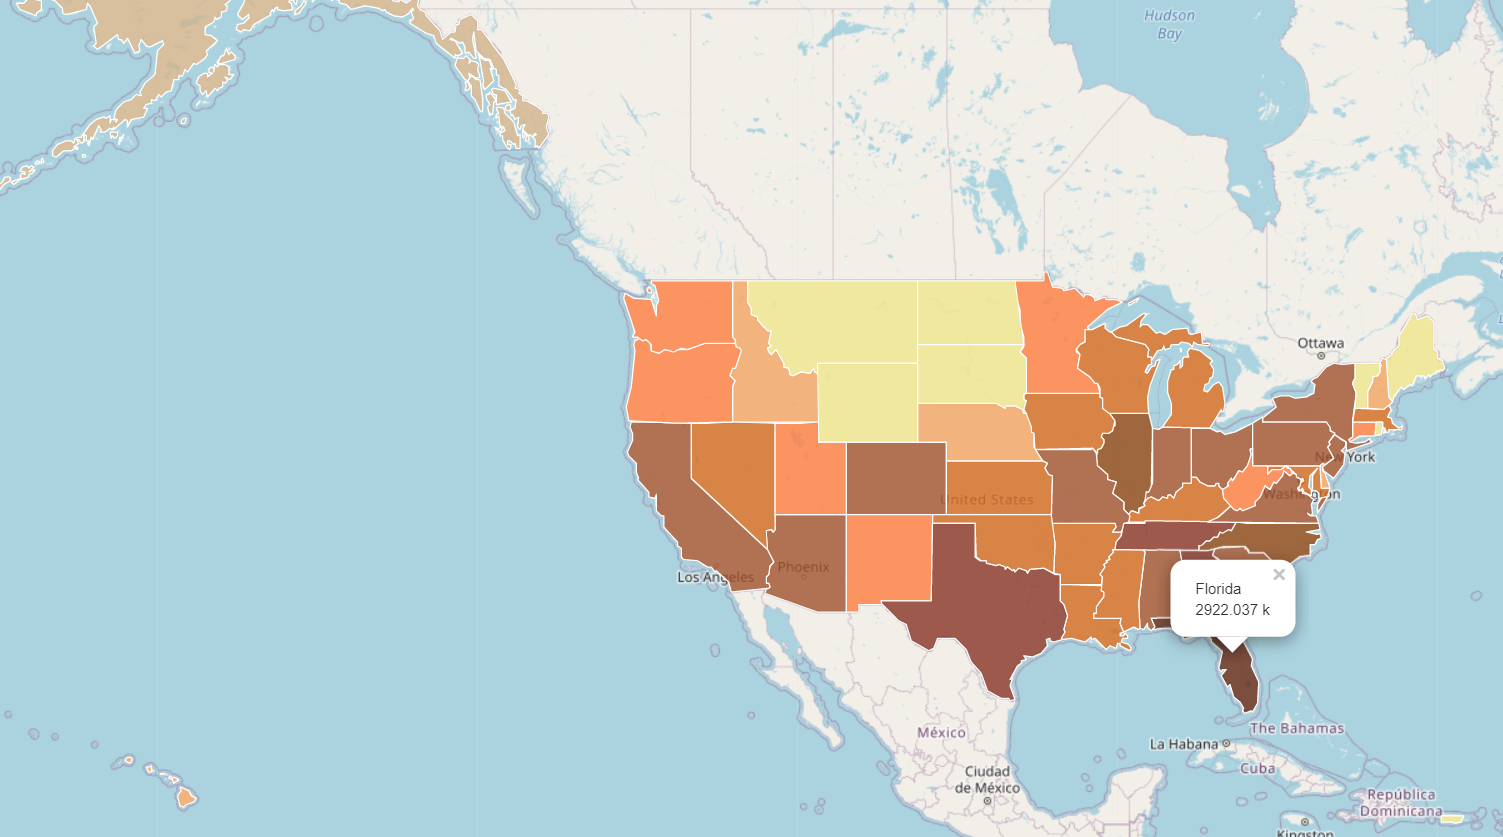 Hudson
Bay
Ottawa
New York
United States
Washington
Phoenix
Los Angeles
×
Florida
2922.037 k
The Bahamas
México
La Habana
Cuba
Ciudad
de México
República
Dominicana
Kingston